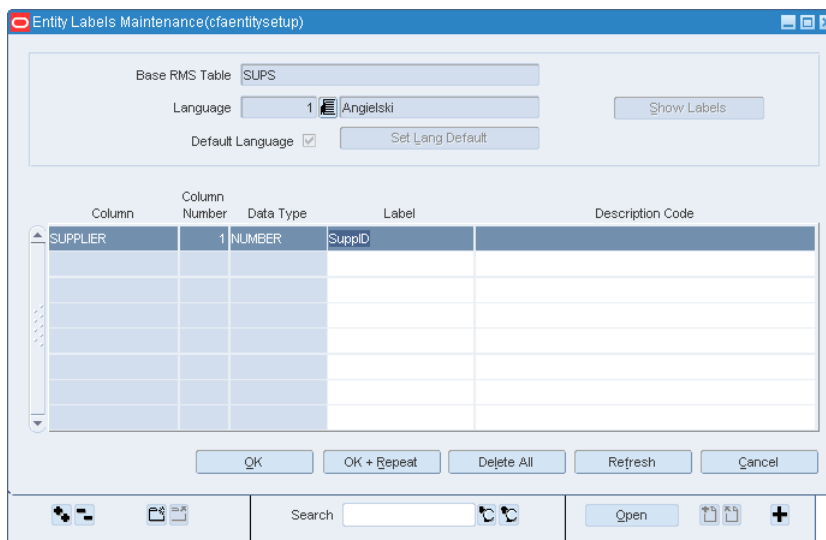 Entity Labels Maintenance(cfaentitysetup)
Base RMS Table SUPS
Language 1 Angielski Show Labels
Default Language Set Lang Default
Column Column Number Data Type Label Description Code
SUPPLIER 1 NUMBER SuppID
OK OK + Repeat Delete All Refresh Cancel
Search Open